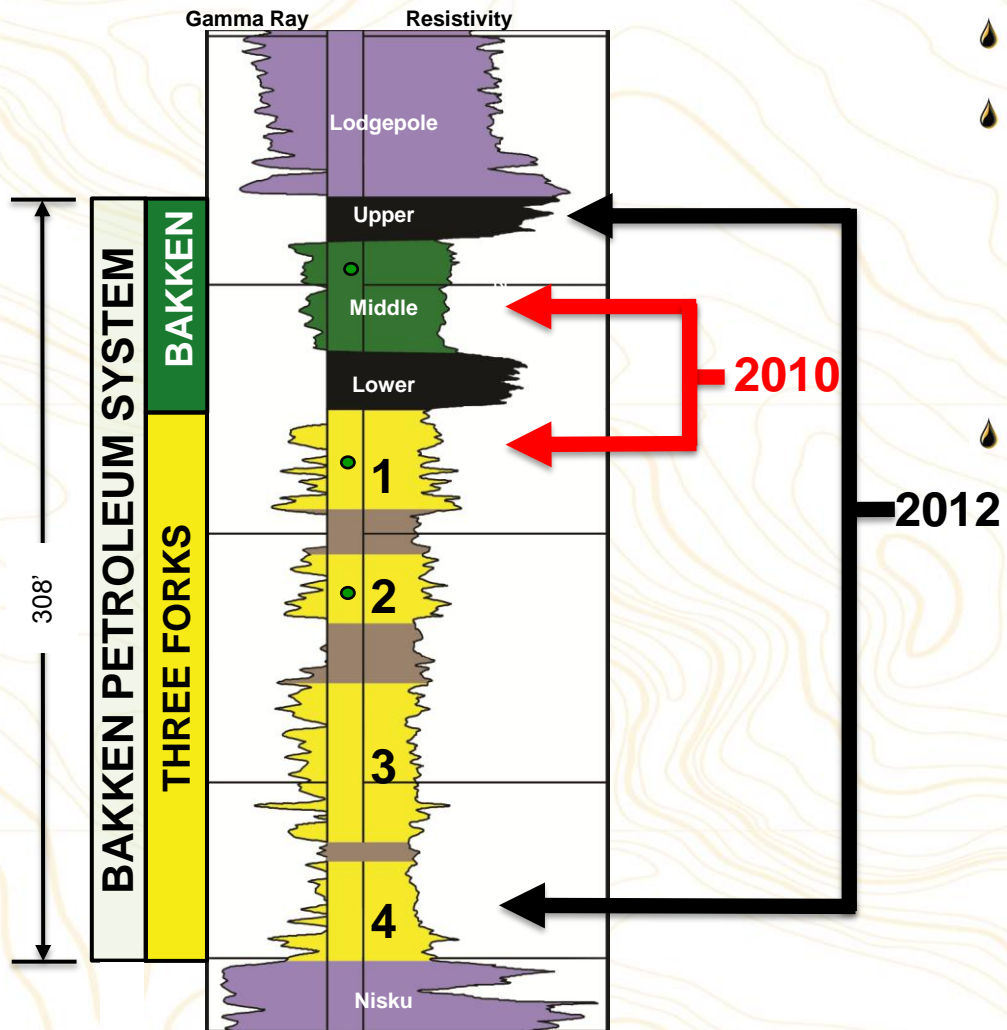 Gamma Ray Resistivity
Lodgepole
Upper
Middle
Lower
1
2
3
4
Nisku
308’
BAKKEN PETROLEUM SYSTEM
BAKKEN
THREE FORKS
2010
2012